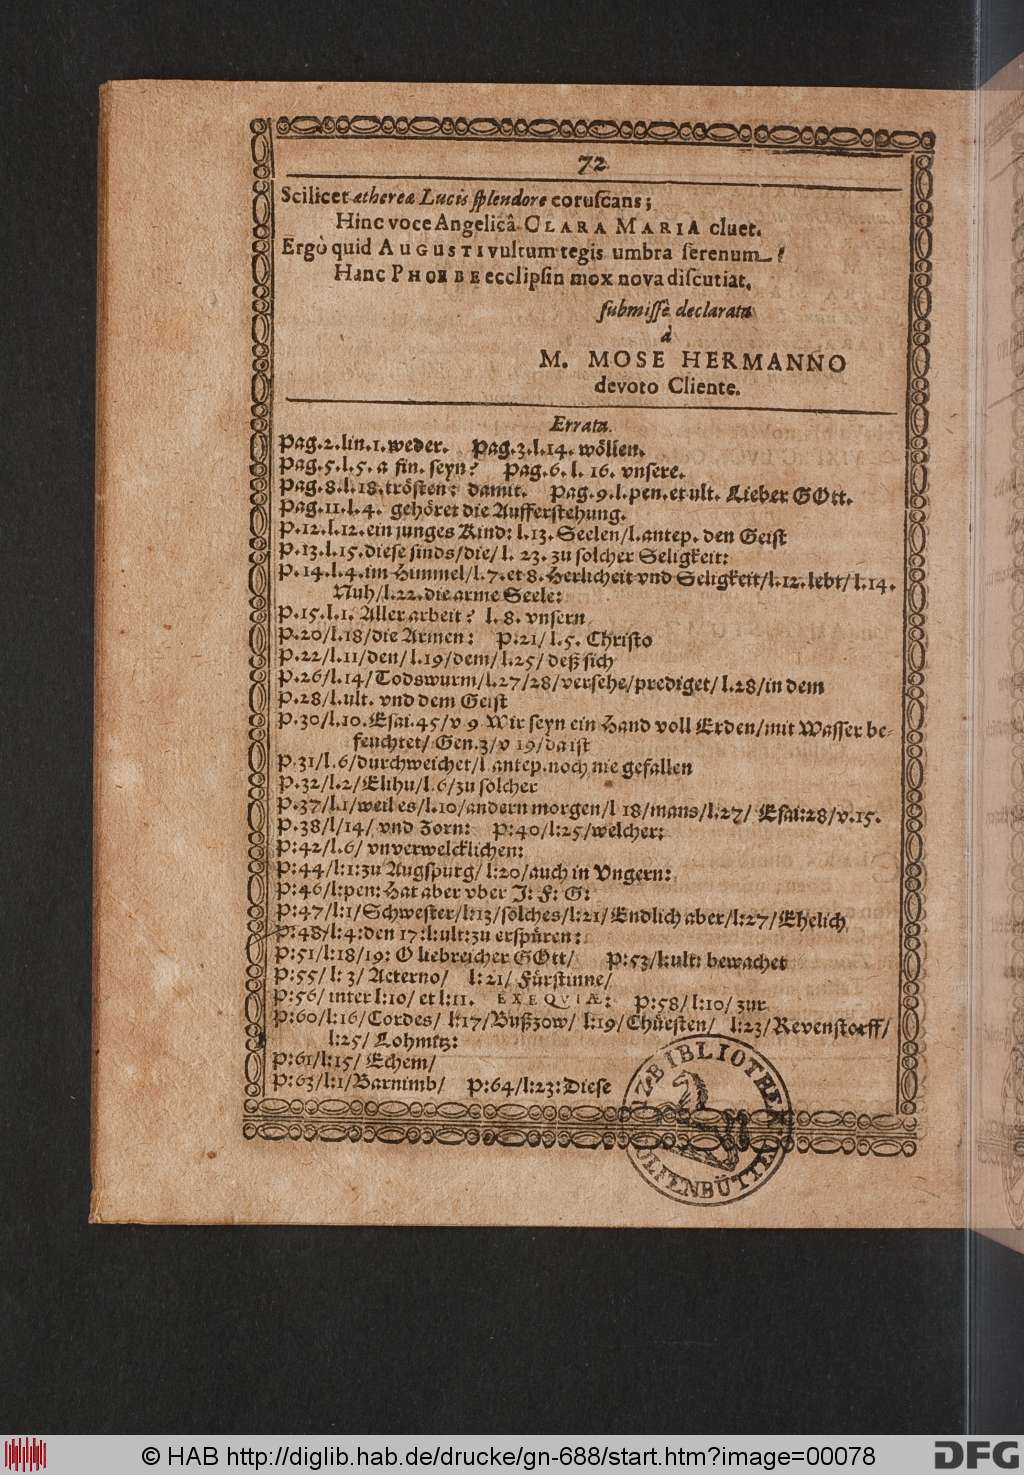 72
Scilicet æthereæ Lucis ſplendore coruſcans;
Hinc voce Angelicâ CLARA MARIA cluet.
Ergò quid AUGUSTI vultum tegis umbra ſerenum?
Hanc PHOEBE ecclipſin mox nova diſcutiat.
ſubmiſſè declarata
à
M. MOSE HERMANNO
devoto Cliente.
Errata.
Pag.2.lin.1.weder. Pag.3.l.14. wöllen.
Pag.5.l.5. a fin. ſeyn? Pag.6.l. 16. vnſere.
Pag.8.l.18.tröſten: damit. Pag.9.l.pen.et ult. Lieber GOtt.
Pag.11.l.4. gehöret die Aufferſtehung.
P.12.l.12.ein junges Kind: l.13. Seelen/l.antep. den Geiſt
P.13.l.15.dieſe ſinds/die/ l. 23. zu ſolcher Seligkeit:
P.14.l.4.im Himmel/l.7.et 8. Herlicheit vnd Seligkeit/l.12.lebt/l.14.
Nuh/l.22.die arme Seele:
P.15.l.1. Aller arbeit? l.8. vnſern
P.20/l.18/die Armen: P.21/l.5. Chriſto
P.22/l.11/den/l.19/dem/l.25/ deß ſich
P.26/l.14/Todswurm/l.27/28/verſehe/prediget/l.28/in dem
P.28/l.ult. vnd dem Geiſt
P.30/l.10.Eſai.45/v 9 Wir ſeyn ein Hand voll Erden/mit Waſſer be-
feuchtet/ Gen.3/v 19/da iſt
P.31/l.6/durchweichet/l antep.noch nie gefallen
P.32/l.2/Elihu/l.6/zu ſolcher
P.37/l.1/weil es/l.10/andern morgen/l 18/mans/l.27/ Eſai:28/v.15.
P.38/l/14/ vnd Zorn: P:40/l:25/welcher:
P:42/l.6/ vnverwelcklichen:
P:44/l:1:zu Augſpurg/ l:20/auch in Vngern:
P:46/l:pen: Hat aber vber J: F: G:
P:47/l:1/Schweſter/l:13/ſolches/l:21/Endlich aber/l:27/Ehelich
P:48/l:4:den 17:l:ult:zu erſpüren:
P:51/l:18/19: O liebreicher GOtt/ P:53/l:ult: bewachet
P:55/ l: 3/ Aeterno/ l:21/ Fürſtinne/
P:56/ inter l:10/ et l:11. EXEQVIÆ: P:58/l:10/ zur
P:60/l:16/Cordes/ l:17/Bußzow/ l:19/Chüeſten/ l:23/Revenſtorff/
l:25/ Lohmtz:
P:61/l:15/ Echem/
P:63/l:1/Barnimb/ P:64/l:23:Dieſe
BIBLIOTHEK
WOLFENBÜTTEL
© HAB http://diglib.hab.de/drucke/gn-688/start.htm?image=00078
DFG